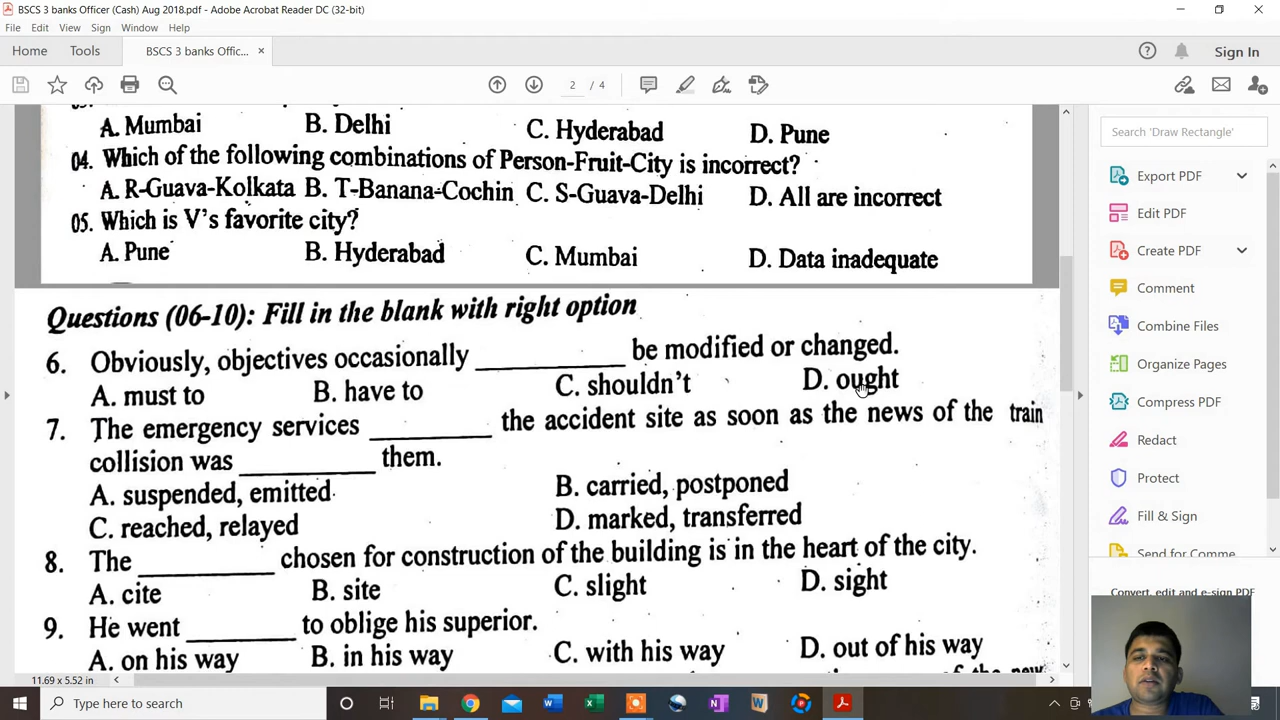 BSCS 3 banks Officer (Cash) Aug 2018.pdf - Adobe Acrobat Reader DC (32-bit)
File Edit View Sign Window Help
Home Tools BSCS 3 banks Offic... × Sign In
2 / 4
A. Mumbai B. Delhi C. Hyderabad D. Pune
04. Which of the following combinations of Person-Fruit-City is incorrect?
A. R-Guava-Kolkata B. T-Banana-Cochin C. S-Guava-Delhi D. All are incorrect
05. Which is V's favorite city?
A. Pune B. Hyderabad C. Mumbai D. Data inadequate
Questions (06-10): Fill in the blank with right option
6. Obviously, objectives occasionally ____________ be modified or changed.
A. must to B. have to C. shouldn't D. ought
7. The emergency services __________ the accident site as soon as the news of the train
collision was ___________ them.
A. suspended, emitted B. carried, postponed
C. reached, relayed D. marked, transferred
8. The ___________ chosen for construction of the building is in the heart of the city.
A. cite B. site C. slight D. sight
9. He went _________ to oblige his superior.
A. on his way B. in his way C. with his way D. out of his way
Search 'Draw Rectangle'
Export PDF
Edit PDF
Create PDF
Comment
Combine Files
Organize Pages
Compress PDF
Redact
Protect
Fill & Sign
Send for Comme
Convert, edit and e-sign PDF
11.69 x 5.52 in
Type here to search